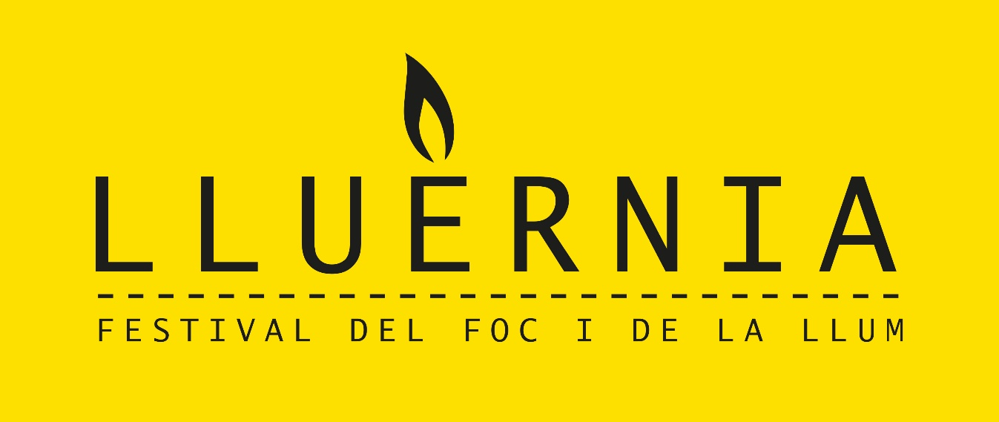 LLUÈRNIA
FESTIVAL DEL FOC I DE LA LLUM